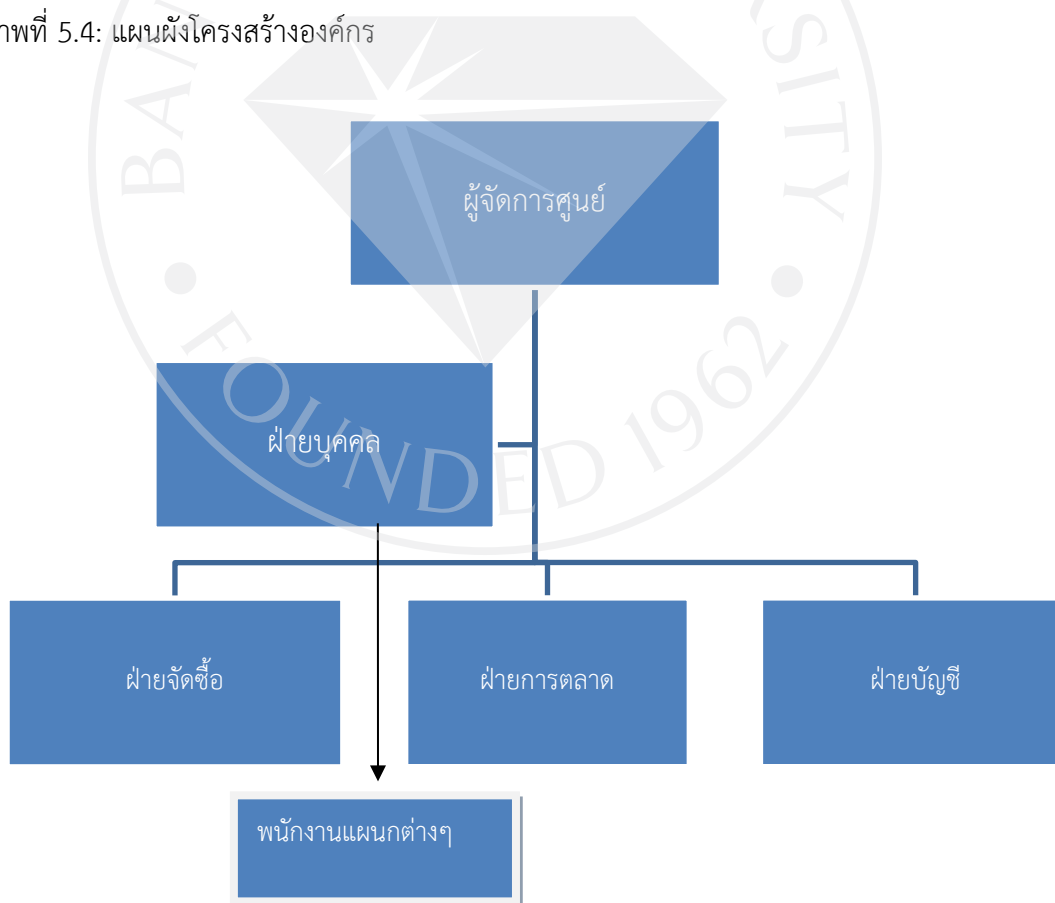 าพที่ 5.4: แผนผังโครงสร้างองค์กร
BAN
RSITY
ผู้จัดการศูนย์
ฝ่ายบุคคล
FOUNDED 1962
ฝ่ายจัดซื้อ
ฝ่ายการตลาด
ฝ่ายบัญชี
พนักงานแผนกต่างๆ